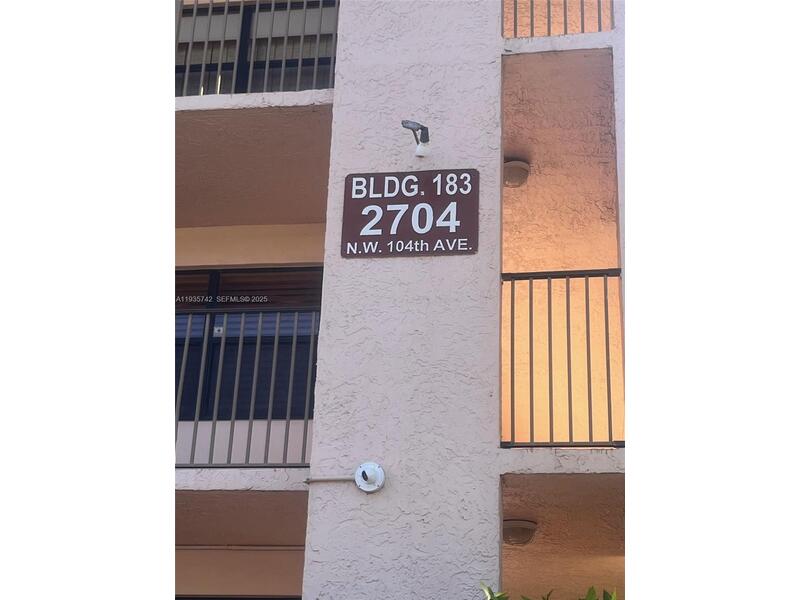 BLDG. 183
2704
N.W. 104th AVE.
A11935742 SEFMLS© 2025